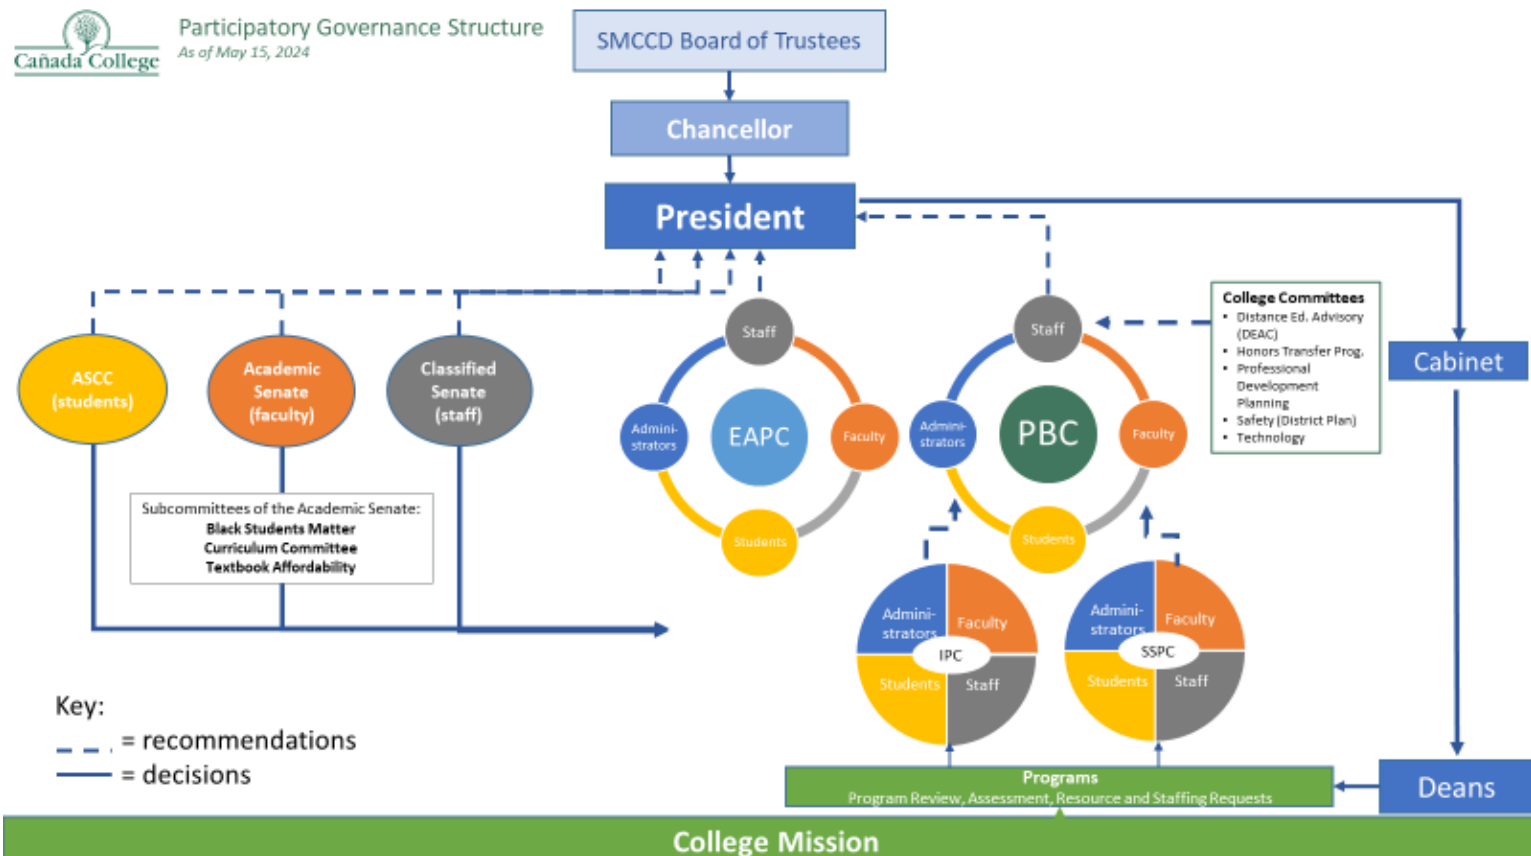 Cañada College
Participatory Governance Structure
As of May 15, 2024
SMCCD Board of Trustees
Chancellor
President
ASCC
(students)
Academic
Senate
(faculty)
Classified
Senate
(staff)
Subcommittees of the Academic Senate:
Black Students Matter
Curriculum Committee
Textbook Affordability
Staff
Admini-
strators
EAPC
Faculty
Students
Staff
Admini-
strators
PBC
Faculty
Students
College Committees
▪ Distance Ed. Advisory
(DEAC)
▪ Honors Transfer Prog.
▪ Professional
Development
Planning
▪ Safety (District Plan)
▪ Technology
Cabinet
Admini-
strators
Faculty
IPC
Students
Staff
Admini-
strators
Faculty
SSPC
Students
Staff
Key:
= recommendations
= decisions
Programs
Program Review, Assessment, Resource and Staffing Requests
Deans
College Mission